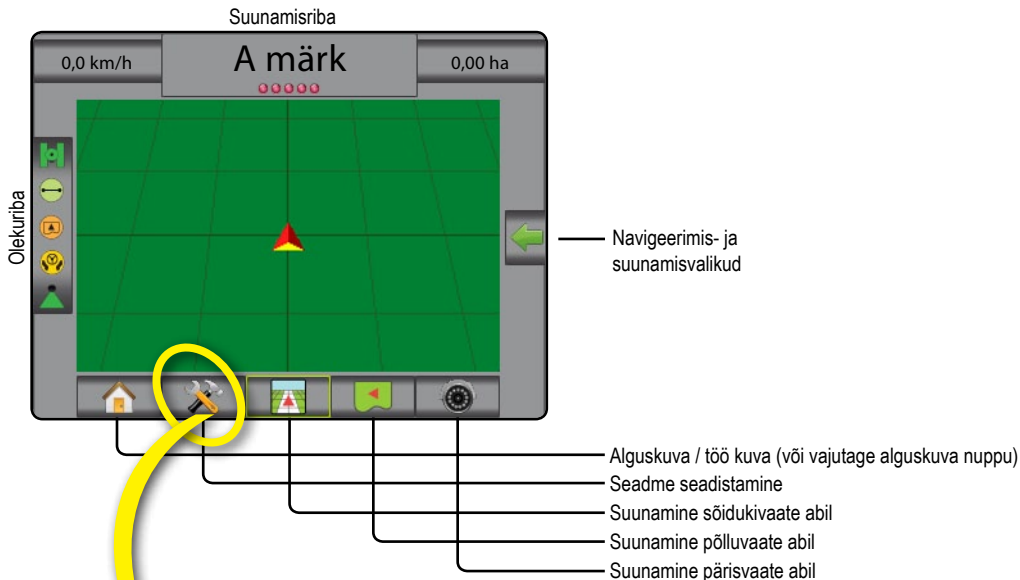 Suunamisriba
0,0 km/h
A märk
0,00 ha
Olekuriba
Navigeerimis- ja
suunamisvalikud
Alguskuva / töö kuva (või vajutage alguskuva nuppu)
Seadme seadistamine
Suunamine sõidukivaate abil
Suunamine põlluvaate abil
Suunamine pärisvaate abil